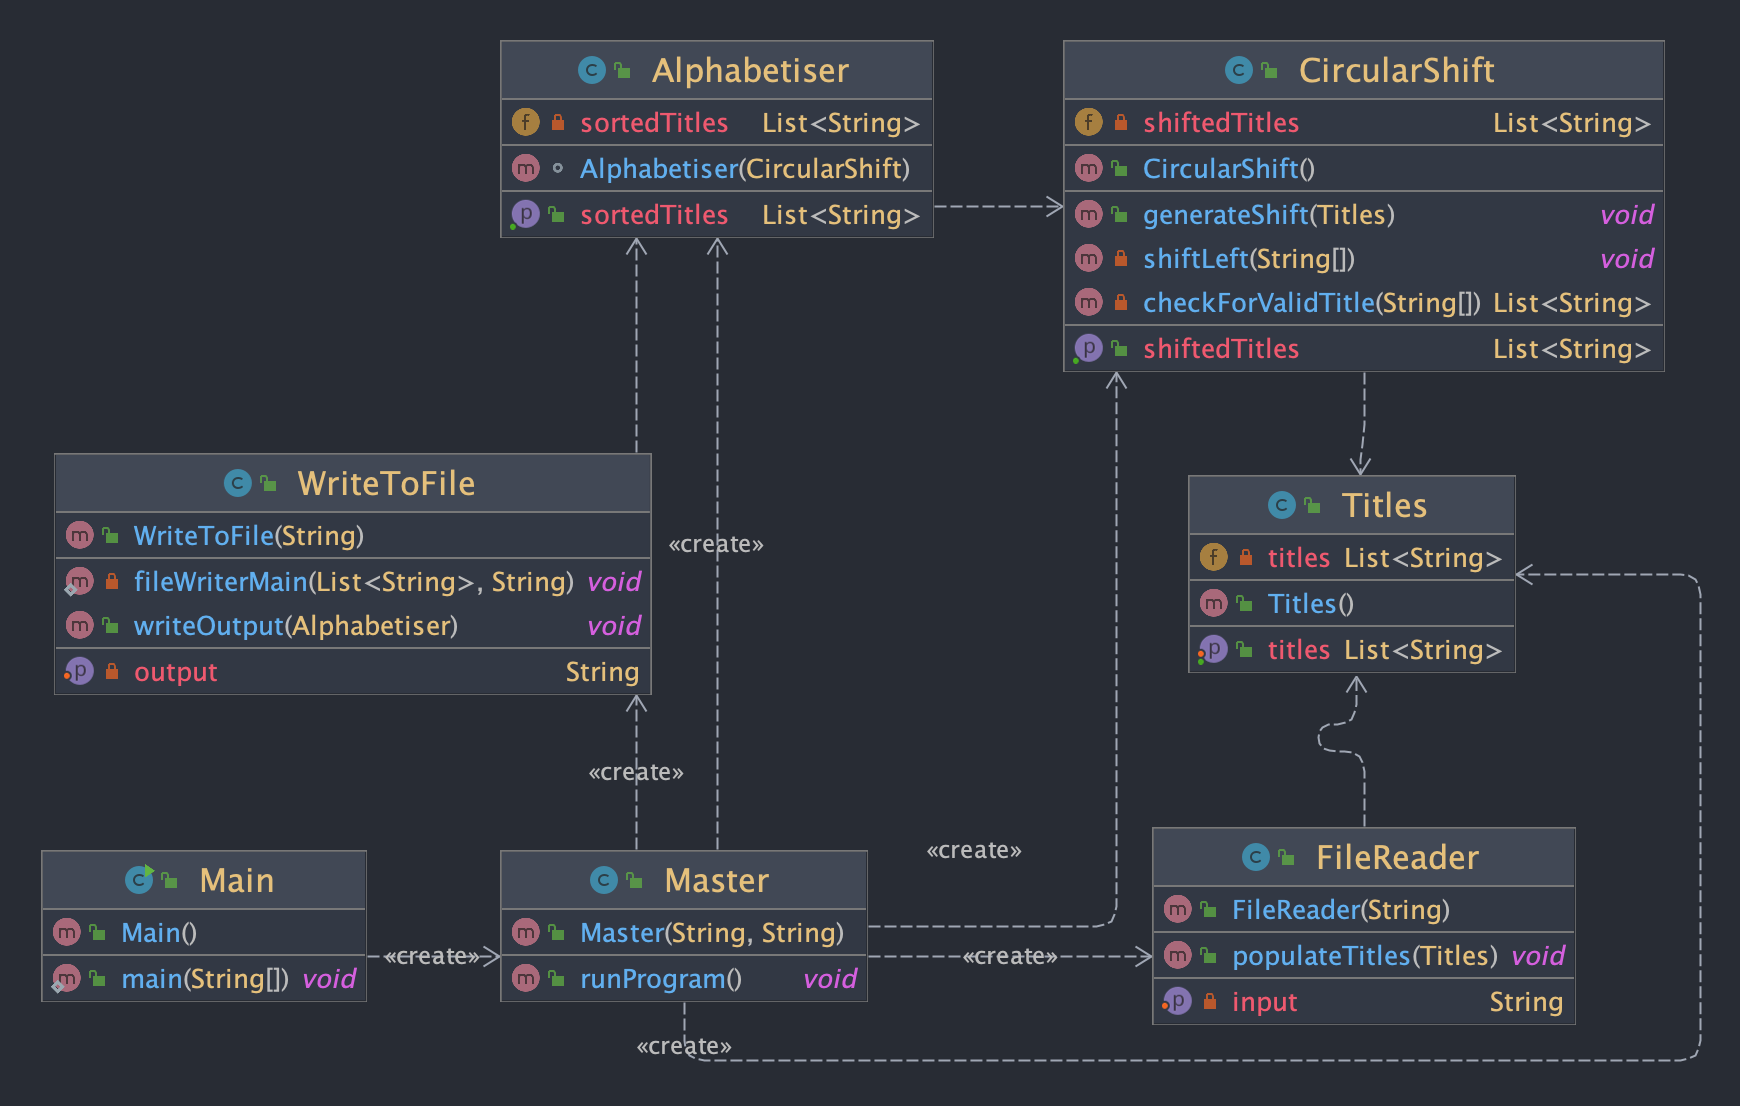 Alphabetiser
sortedTitles List<String>
Alphabetiser(CircularShift)
sortedTitles List<String>
CircularShift
shiftedTitles List<String>
CircularShift()
generateShift(Titles) void
shiftLeft(String[]) void
checkForValidTitle(String[]) List<String>
shiftedTitles List<String>
WriteToFile
WriteToFile(String)
fileWriterMain(List<String>, String) void
writeOutput(Alphabetiser) void
output String
«create»
Titles
titles List<String>
Titles()
titles List<String>
«create»
«create»
Main
Main()
main(String[]) void
«create»
Master
Master(String, String)
runProgram() void
«create»
FileReader
FileReader(String)
populateTitles(Titles) void
input String
«create»